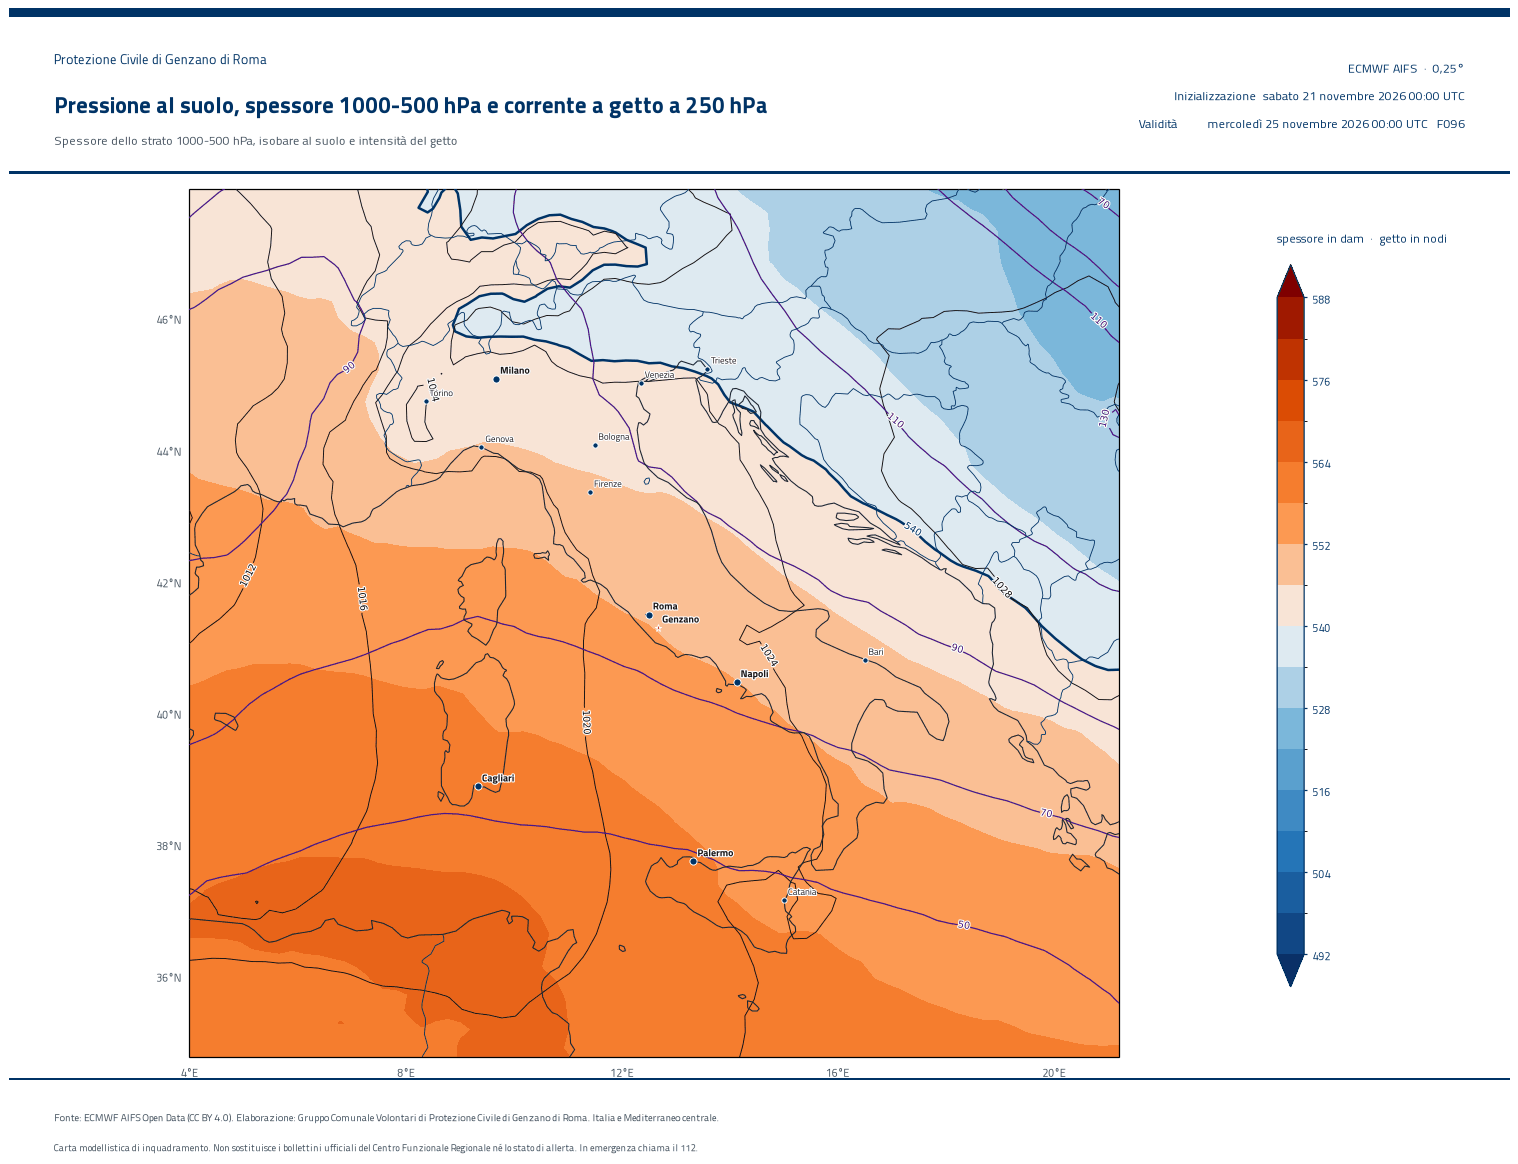 Protezione Civile di Genzano di Roma
Pressione al suolo, spessore 1000-500 hPa e corrente a getto a 250 hPa
Spessore dello strato 1000-500 hPa, isobare al suolo e intensità del getto
ECMWF AIFS · 0,25°
Inizializzazione sabato 21 novembre 2026 00:00 UTC
Validità mercoledì 25 novembre 2026 00:00 UTC F096
spessore in dam · getto in nodi
588
576
564
552
540
528
516
504
492
46°N
44°N
42°N
40°N
38°N
36°N
4°E
8°E
12°E
16°E
20°E
70
110
130
90
110
90
70
50
540
1028
1024
1024
1020
1016
1012
Trieste
Venezia
Milano
Torino
Genova
Bologna
Firenze
Roma
Genzano
Bari
Napoli
Cagliari
Palermo
Catania
Fonte: ECMWF AIFS Open Data (CC BY 4.0). Elaborazione: Gruppo Comunale Volontari di Protezione Civile di Genzano di Roma. Italia e Mediterraneo centrale.
Carta modellistica di inquadramento. Non sostituisce i bollettini ufficiali del Centro Funzionale Regionale né lo stato di allerta. In emergenza chiama il 112.